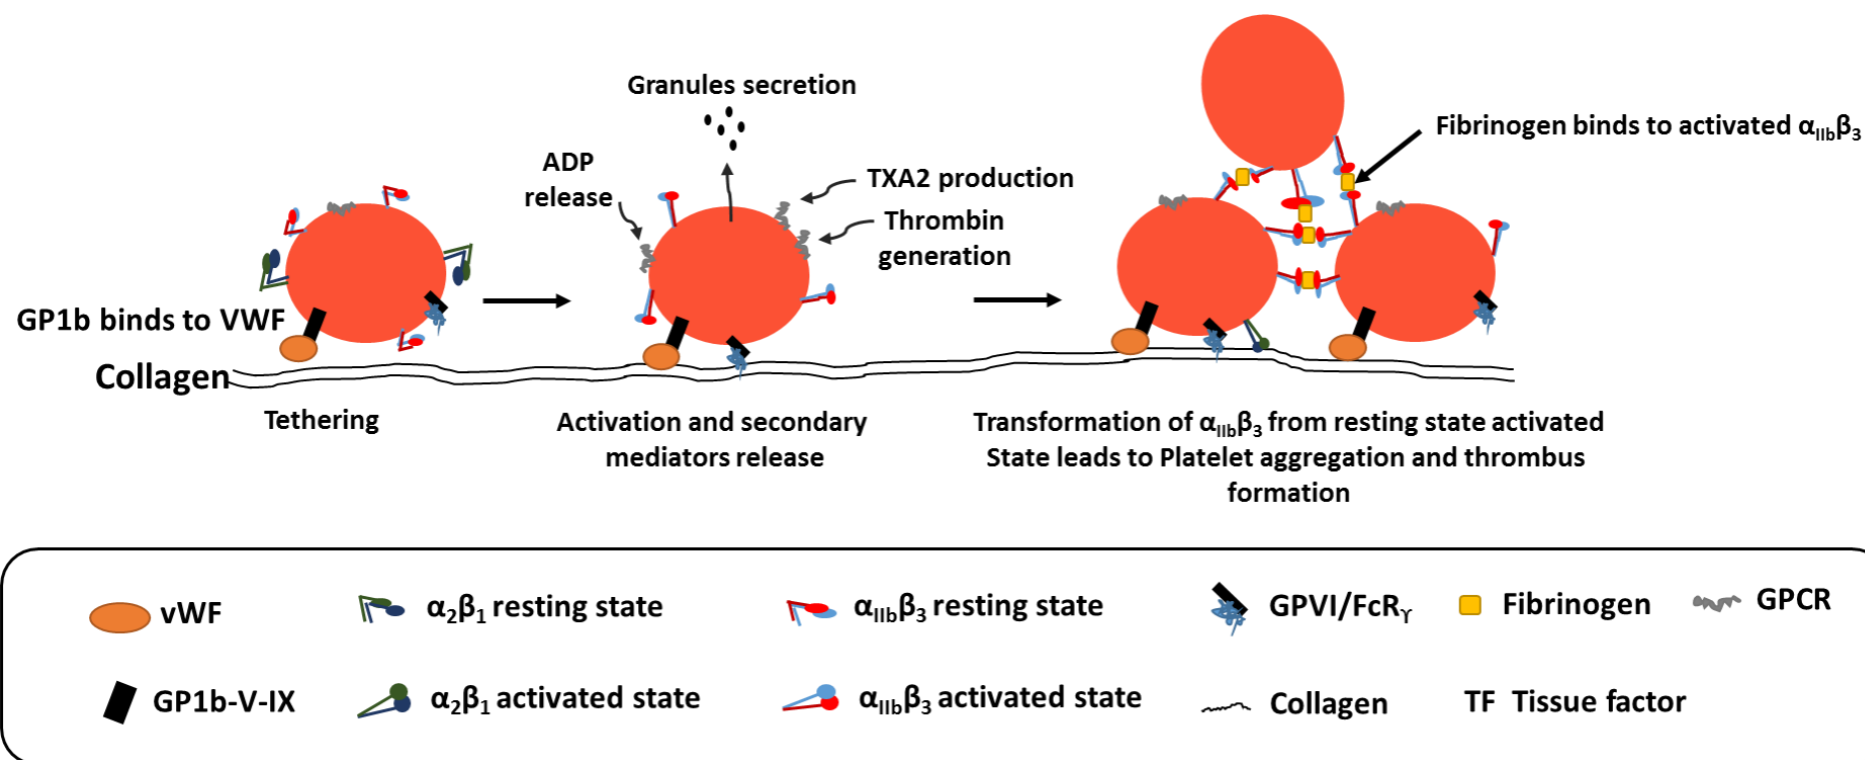 Granules secretion
ADP
release
TXA2 production
Thrombin
generation
Fibrinogen binds to activated αIIbβ3
GP1b binds to VWF
Collagen
Tethering
Activation and secondary
mediators release
Transformation of αIIbβ3 from resting state activated
State leads to Platelet aggregation and thrombus
formation
vWF
α2β1 resting state
αIIbβ3 resting state
GPVI/FcRϒ
Fibrinogen
GPCR
GP1b-V-IX
α2β1 activated state
αIIbβ3 activated state
Collagen
TF Tissue factor